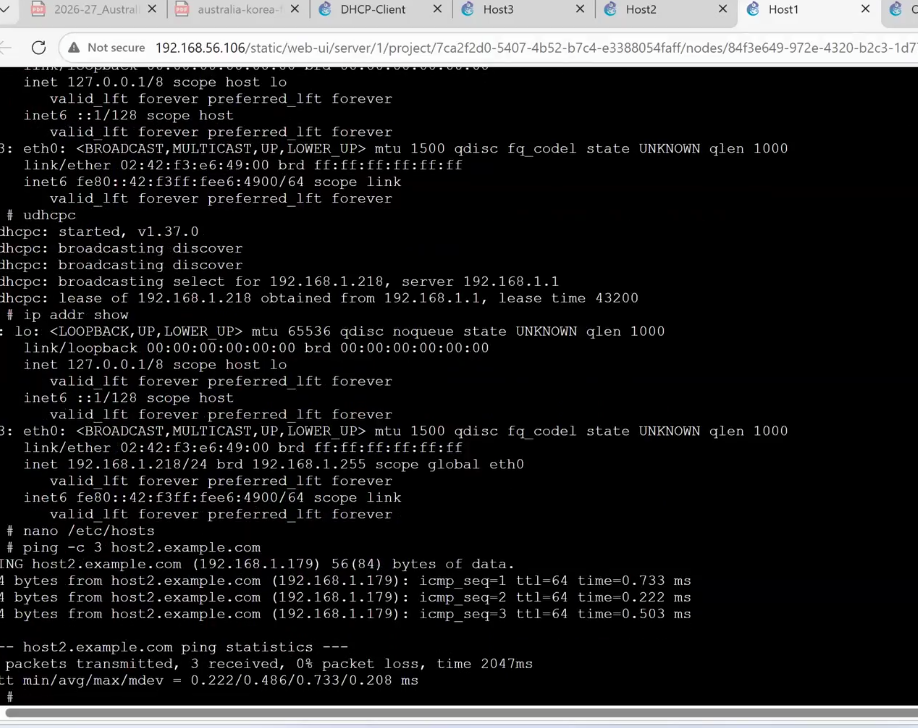 2026-27_Austral
australia-korea-
DHCP-Client
Host3
Host2
Host1
Not secure 192.168.56.106/static/web-ui/server/1/project/7ca2f2d0-5407-4b52-b7c4-e3388054faff/nodes/84f3e649-972e-4320-b2c3-1d7
link/loopback 00:00:00:00:00:00 brd 00:00:00:00:00:00
inet 127.0.0.1/8 scope host lo
valid_lft forever preferred_lft forever
inet6 ::1/128 scope host
valid_lft forever preferred_lft forever
3: eth0: <BROADCAST,MULTICAST,UP,LOWER_UP> mtu 1500 qdisc fq_codel state UNKNOWN qlen 1000
link/ether 02:42:f3:e6:49:00 brd ff:ff:ff:ff:ff:ff
inet6 fe80::42:f3ff:fee6:4900/64 scope link
valid_lft forever preferred_lft forever
# udhcpc
dhcpc: started, v1.37.0
dhcpc: broadcasting discover
dhcpc: broadcasting discover
dhcpc: broadcasting select for 192.168.1.218, server 192.168.1.1
dhcpc: lease of 192.168.1.218 obtained from 192.168.1.1, lease time 43200
# ip addr show
: lo: <LOOPBACK,UP,LOWER_UP> mtu 65536 qdisc noqueue state UNKNOWN qlen 1000
link/loopback 00:00:00:00:00:00 brd 00:00:00:00:00:00
inet 127.0.0.1/8 scope host lo
valid_lft forever preferred_lft forever
inet6 ::1/128 scope host
valid_lft forever preferred_lft forever
3: eth0: <BROADCAST,MULTICAST,UP,LOWER_UP> mtu 1500 qdisc fq_codel state UNKNOWN qlen 1000
link/ether 02:42:f3:e6:49:00 brd ff:ff:ff:ff:ff:ff
inet 192.168.1.218/24 brd 192.168.1.255 scope global eth0
valid_lft forever preferred_lft forever
inet6 fe80::42:f3ff:fee6:4900/64 scope link
valid_lft forever preferred_lft forever
# nano /etc/hosts
# ping -c 3 host2.example.com
ING host2.example.com (192.168.1.179) 56(84) bytes of data.
4 bytes from host2.example.com (192.168.1.179): icmp_seq=1 ttl=64 time=0.733 ms
4 bytes from host2.example.com (192.168.1.179): icmp_seq=2 ttl=64 time=0.222 ms
4 bytes from host2.example.com (192.168.1.179): icmp_seq=3 ttl=64 time=0.503 ms
-- host2.example.com ping statistics ---
packets transmitted, 3 received, 0% packet loss, time 2047ms
tt min/avg/max/mdev = 0.222/0.486/0.733/0.208 ms
#